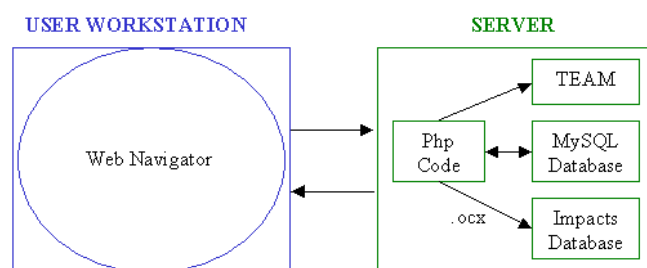 USER WORKSTATION
SERVER
Web Navigator
Php
Code
TEAM
MySQL
Database
.ocx
Impacts
Database